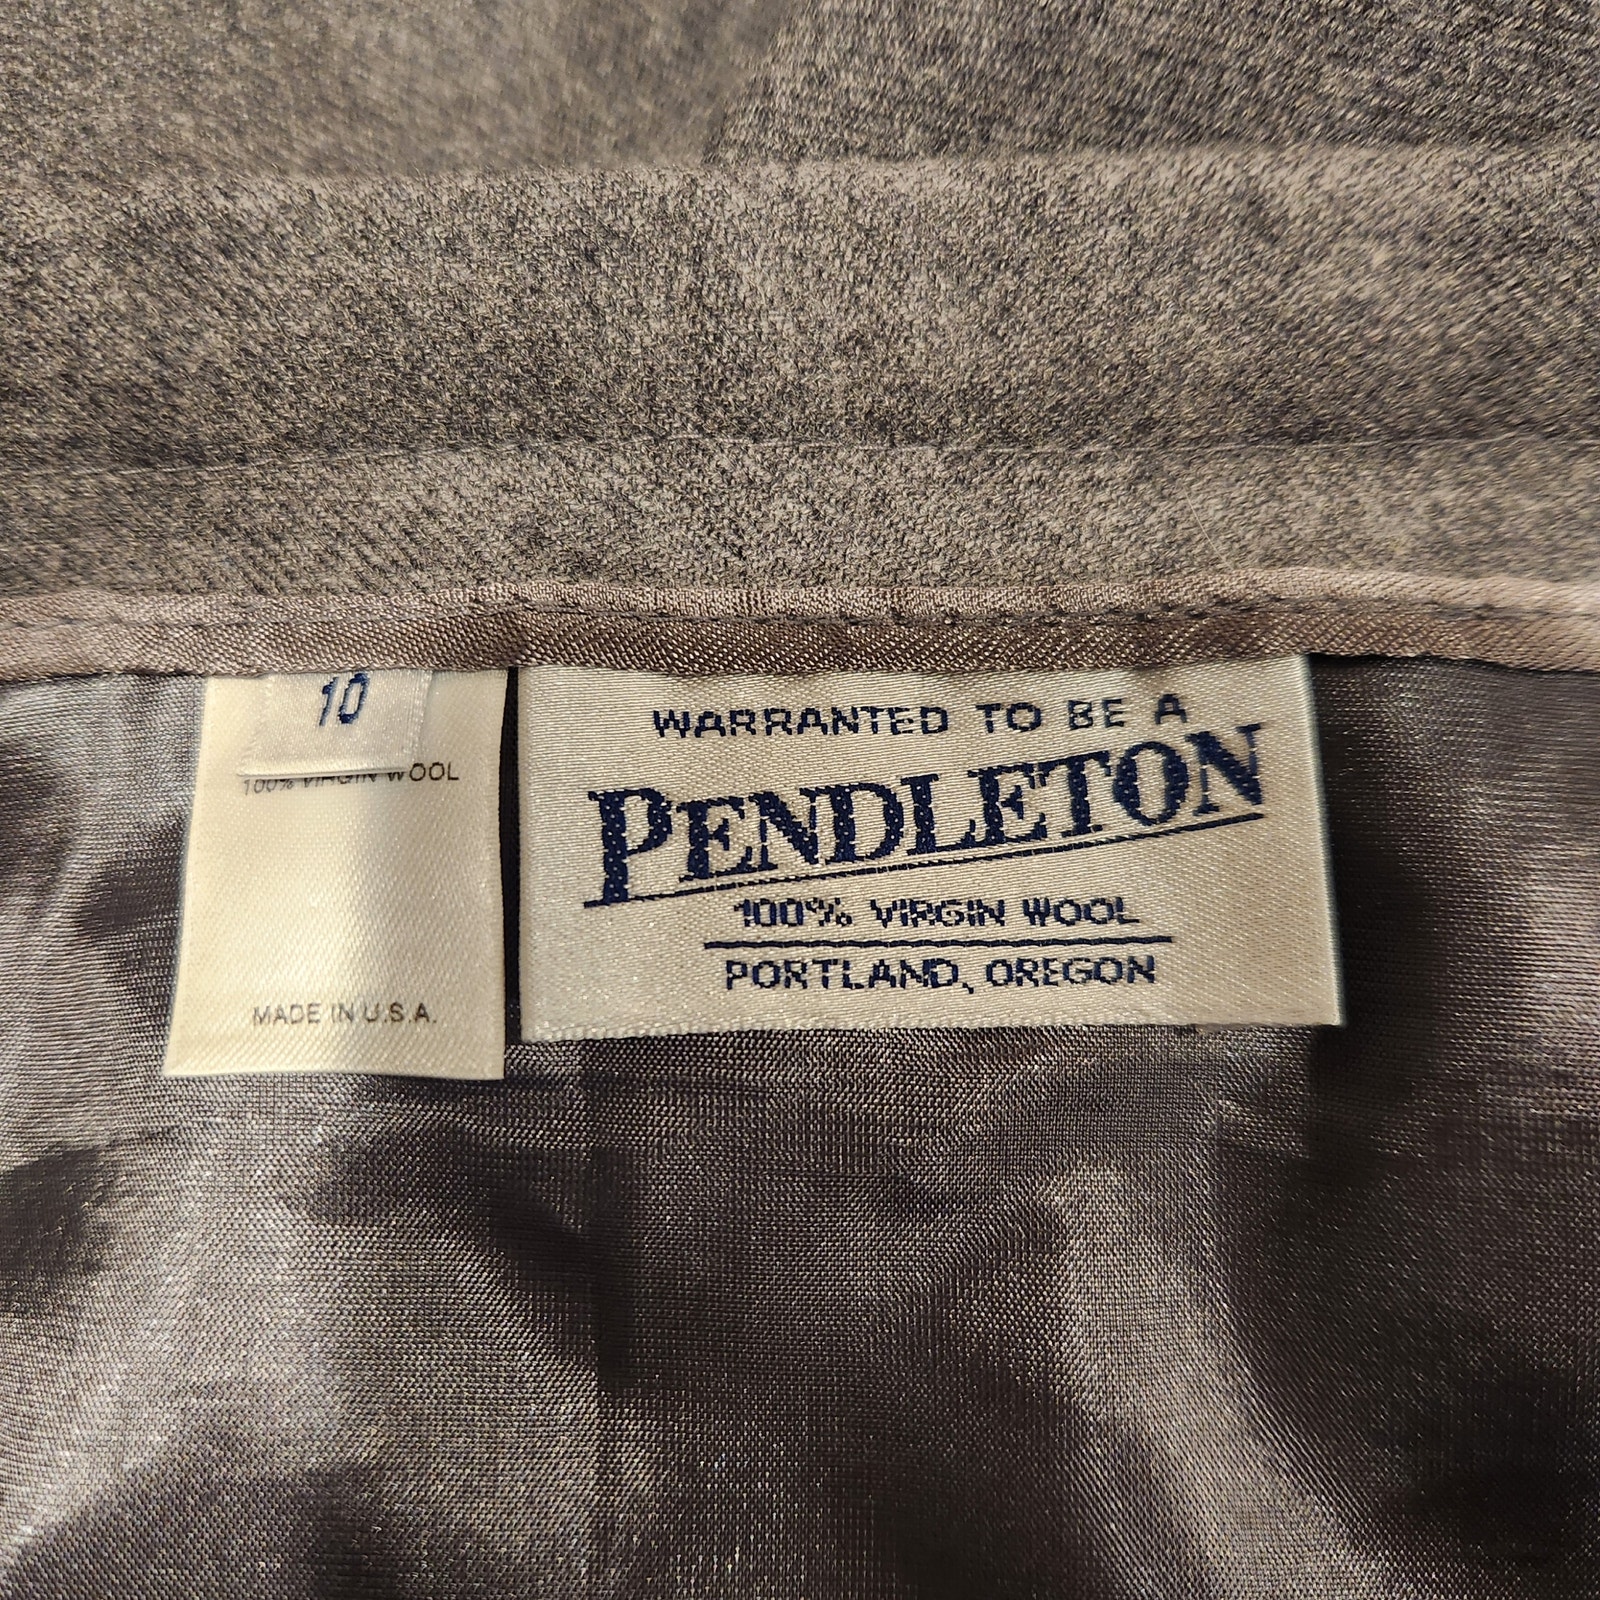 10
100% VIRGIN WOOL
MADE IN U.S.A.
WARRANTED TO BE A
PENDLETON
100% VIRGIN WOOL
PORTLAND, OREGON